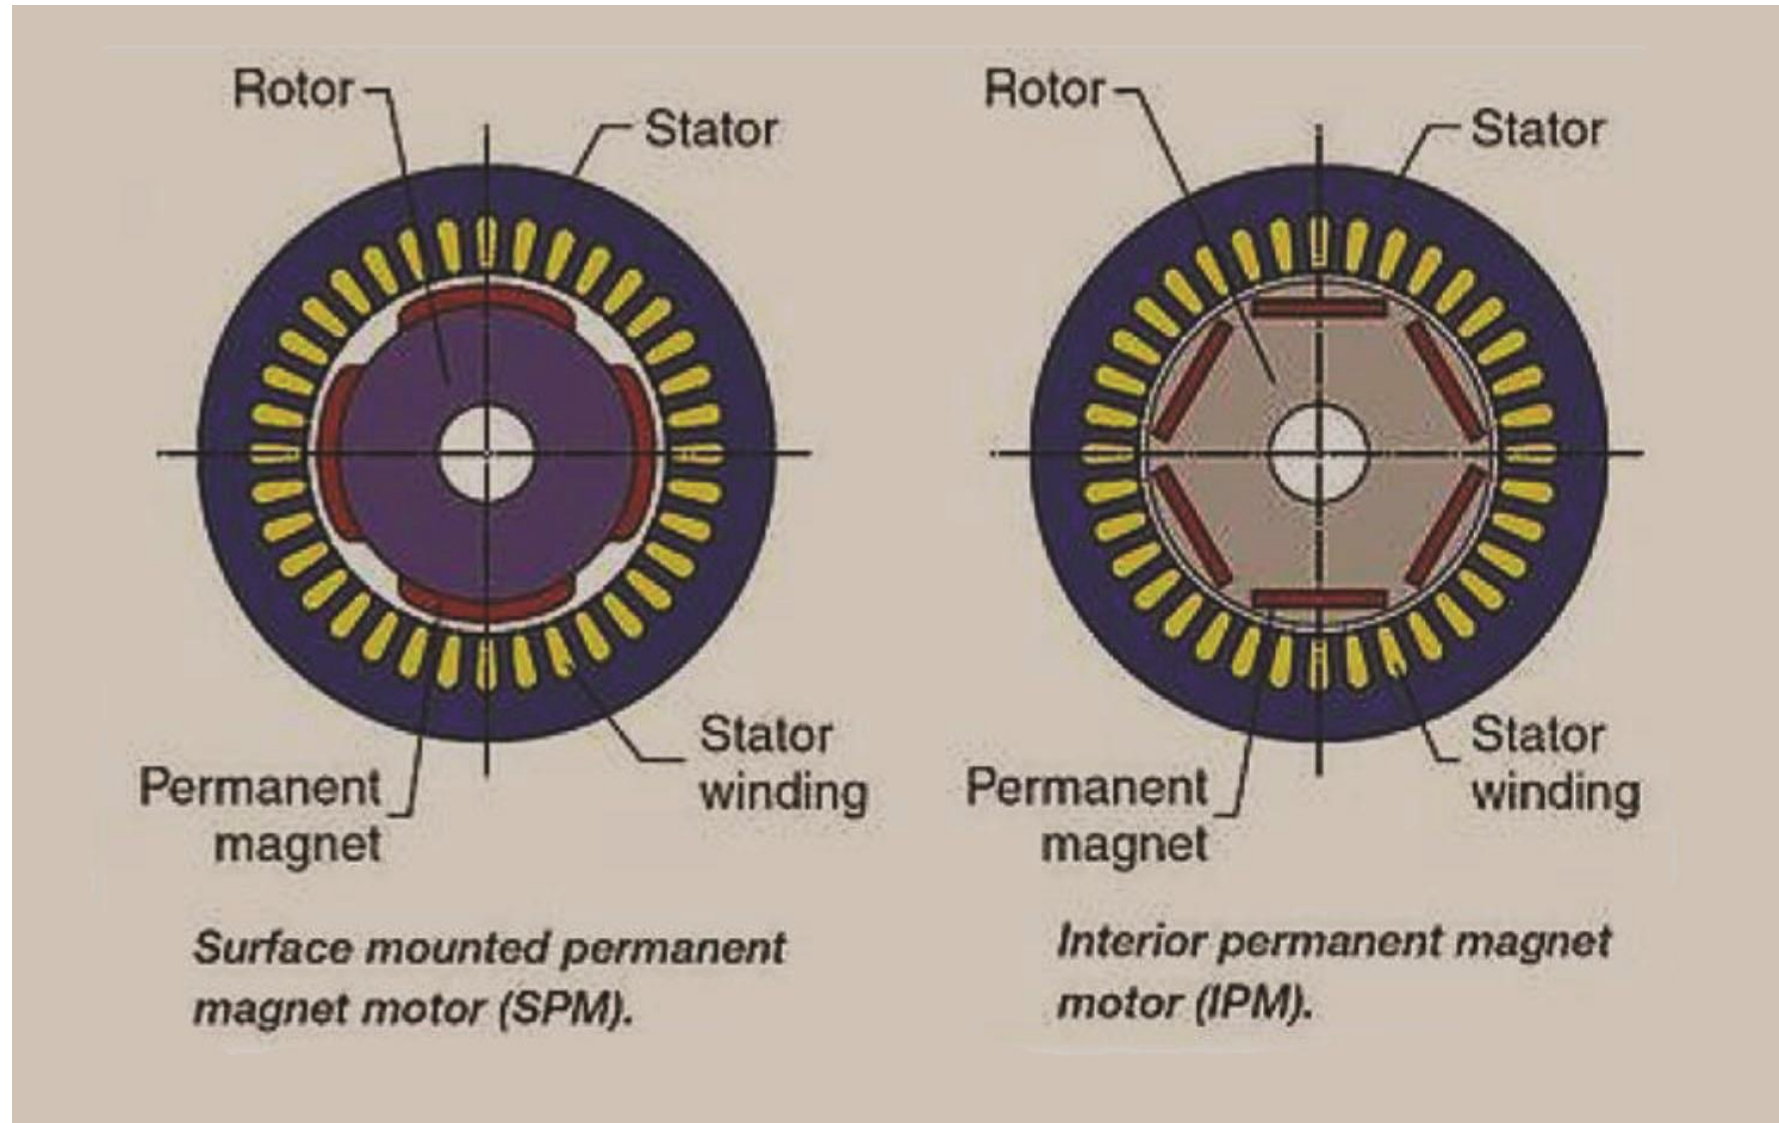 Rotor
Stator
Stator
winding
Permanent
magnet
Surface mounted permanent
magnet motor (SPM).
Rotor
Stator
Stator
winding
Permanent
magnet
Interior permanent magnet
motor (IPM).